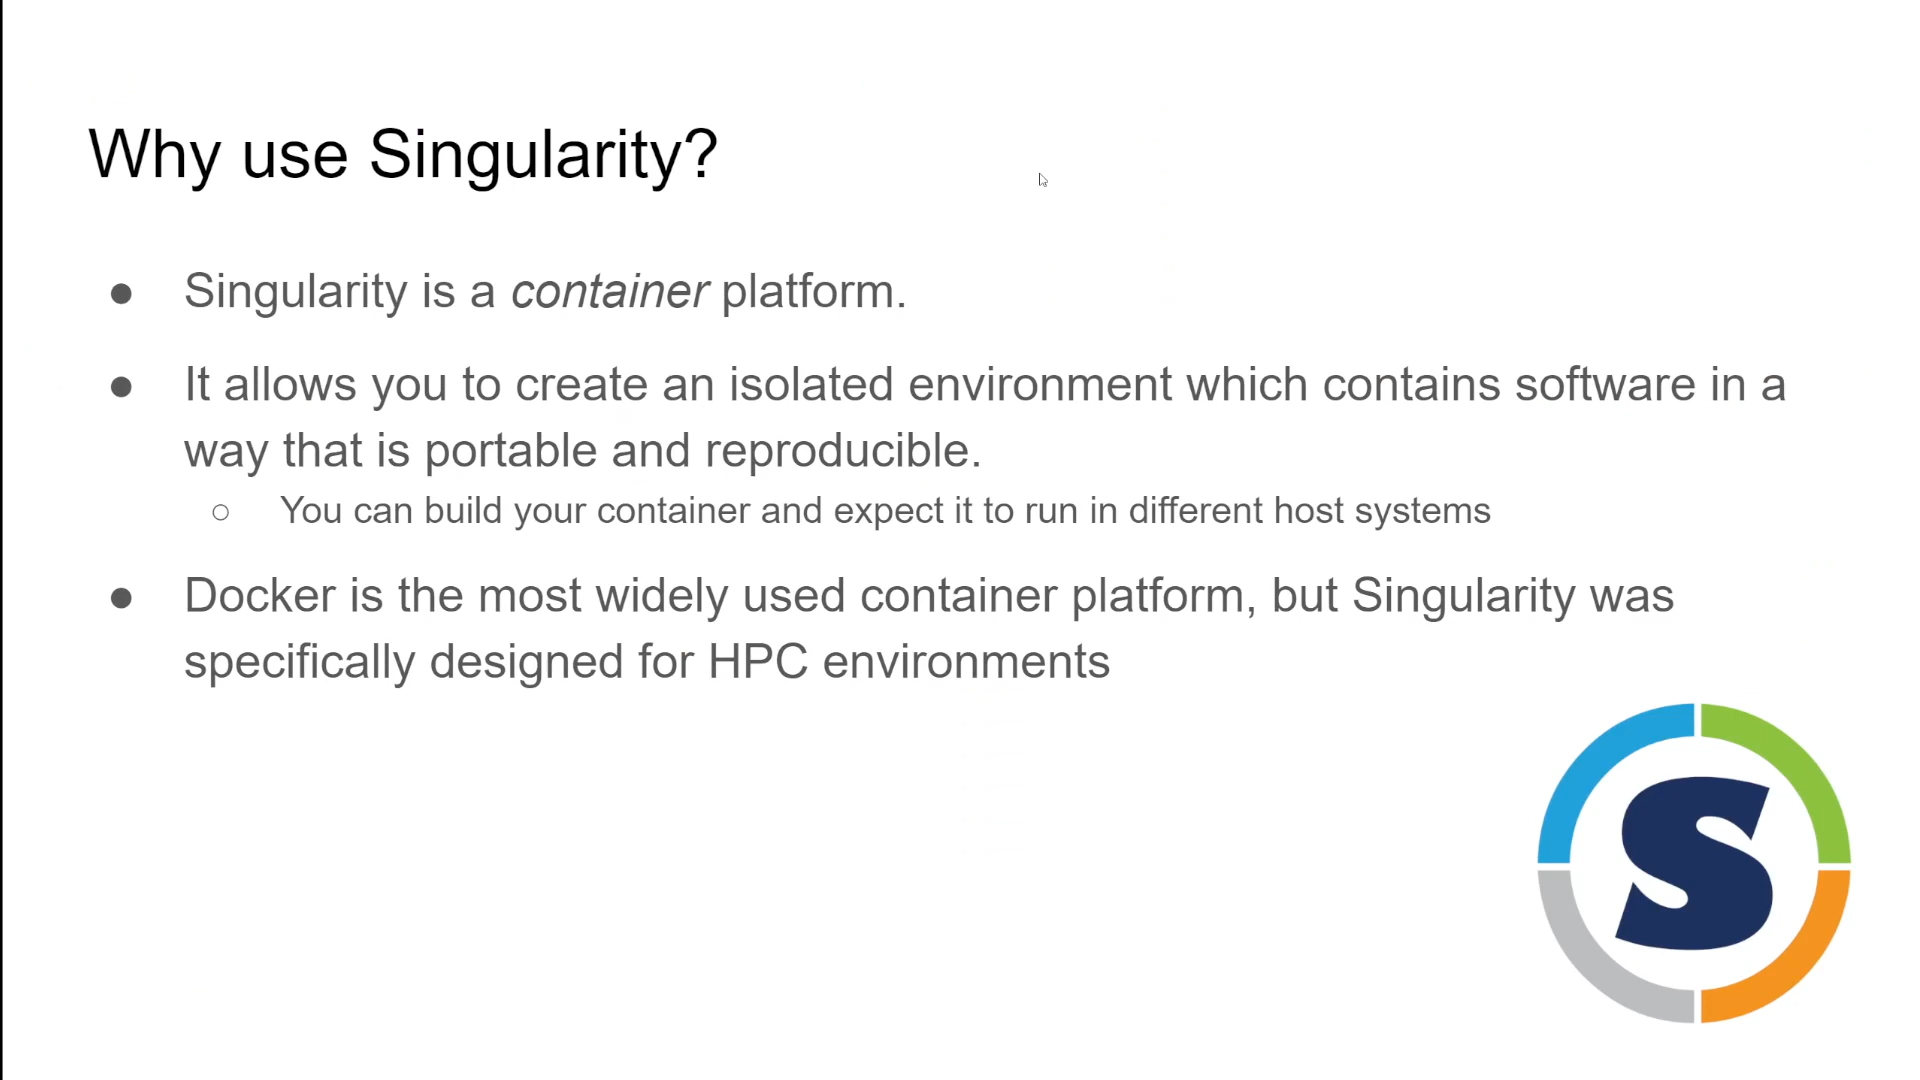 Why use Singularity?
● Singularity is a container platform.
● It allows you to create an isolated environment which contains software in a
way that is portable and reproducible.
○ You can build your container and expect it to run in different host systems
● Docker is the most widely used container platform, but Singularity was
specifically designed for HPC environments
S